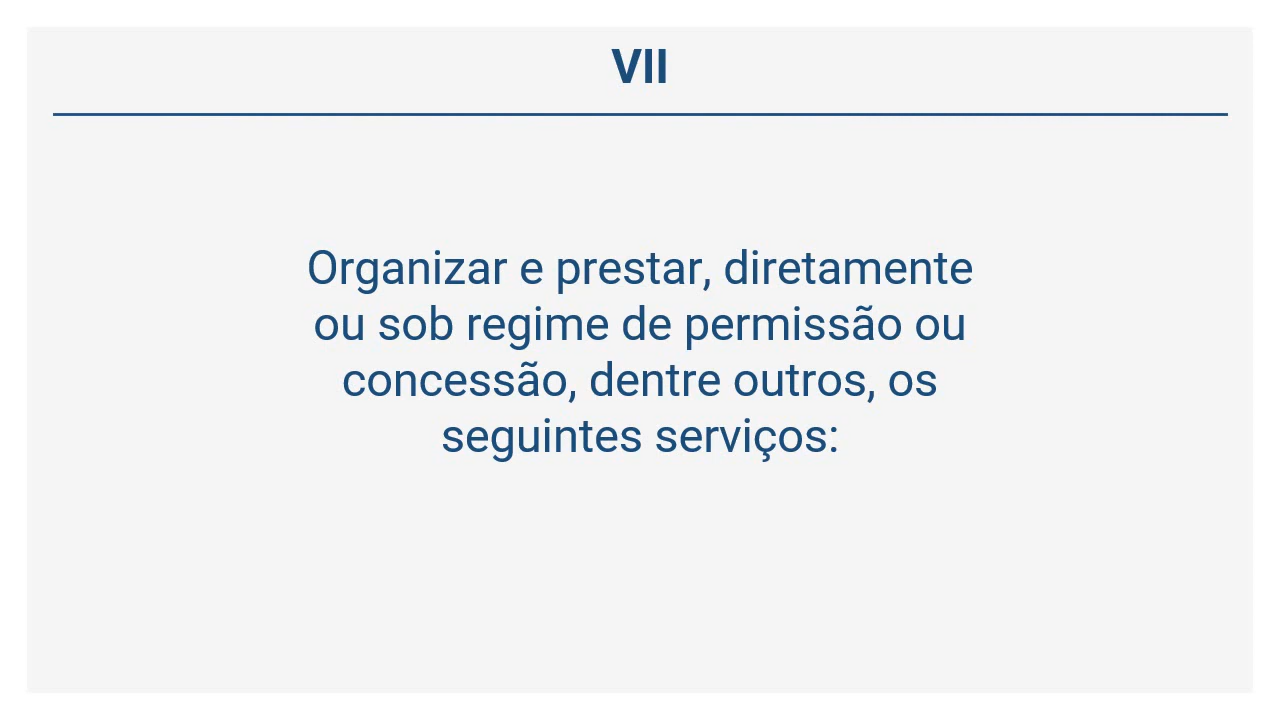 VII
Organizar e prestar, diretamente
ou sob regime de permissão ou
concessão, dentre outros, os
seguintes serviços: